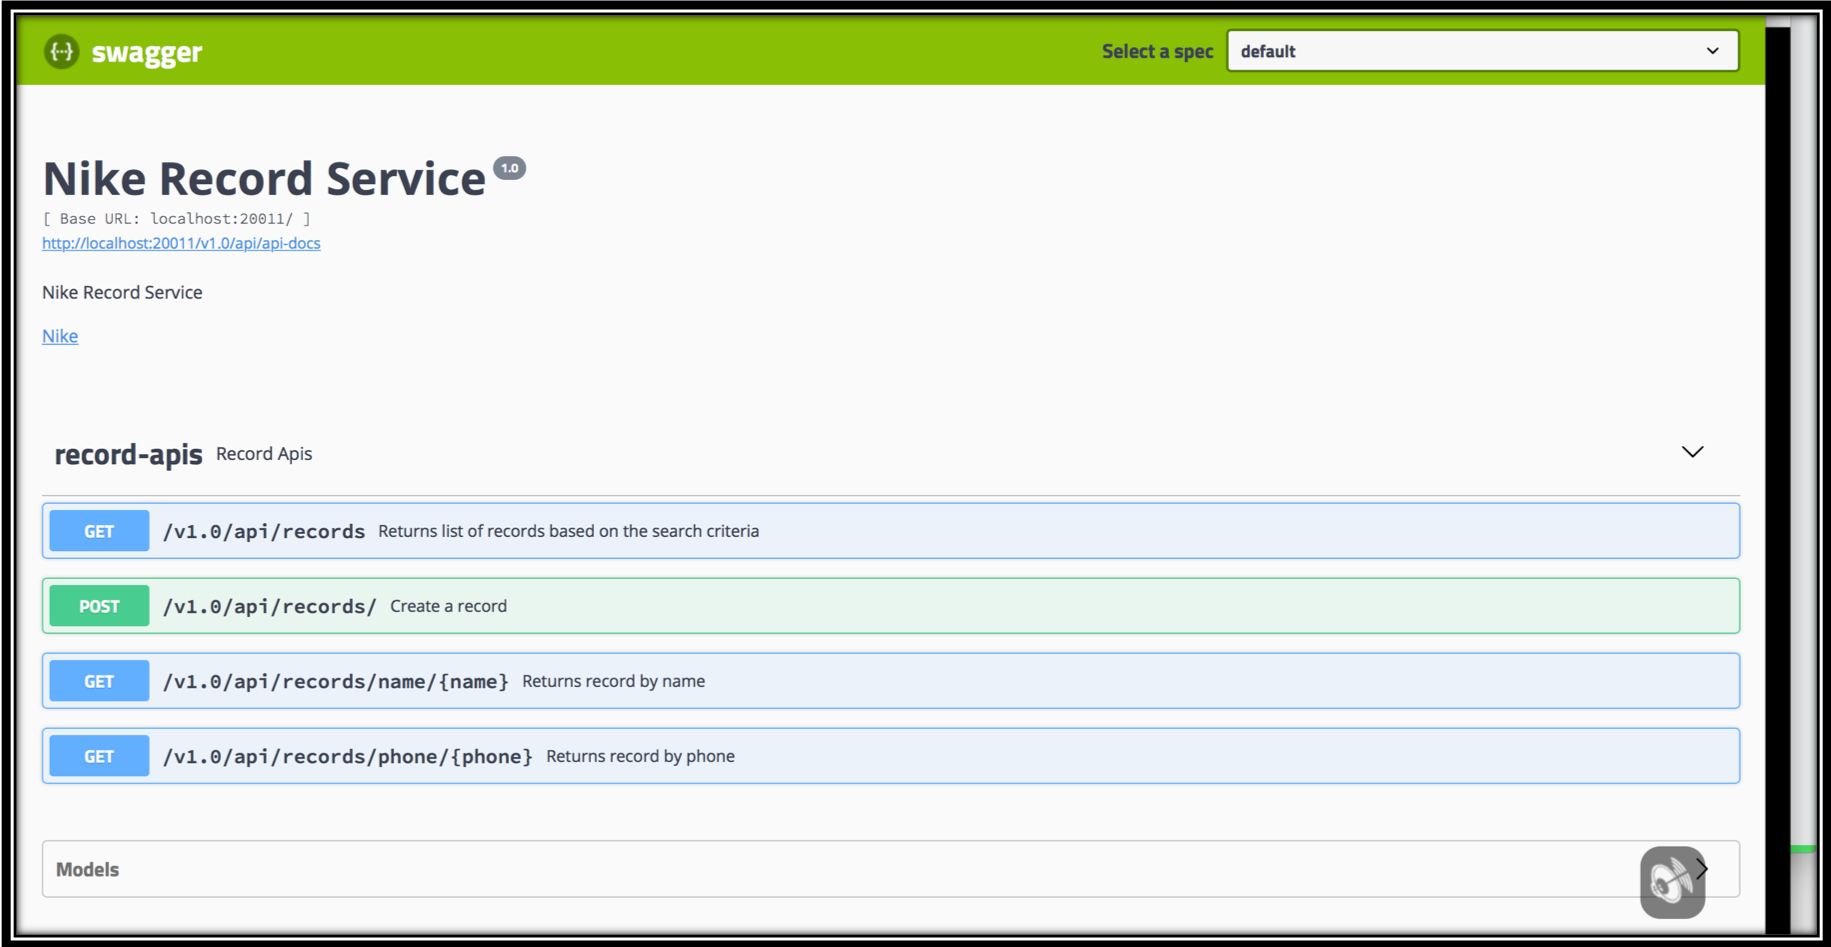 {···} swagger
Select a spec default
Nike Record Service 1.0
[ Base URL: localhost:20011/ ]
http://localhost:20011/v1.0/api/api-docs
Nike Record Service
Nike
record-apis Record Apis
GET /v1.0/api/records Returns list of records based on the search criteria
POST /v1.0/api/records/ Create a record
GET /v1.0/api/records/name/{name} Returns record by name
GET /v1.0/api/records/phone/{phone} Returns record by phone
Models